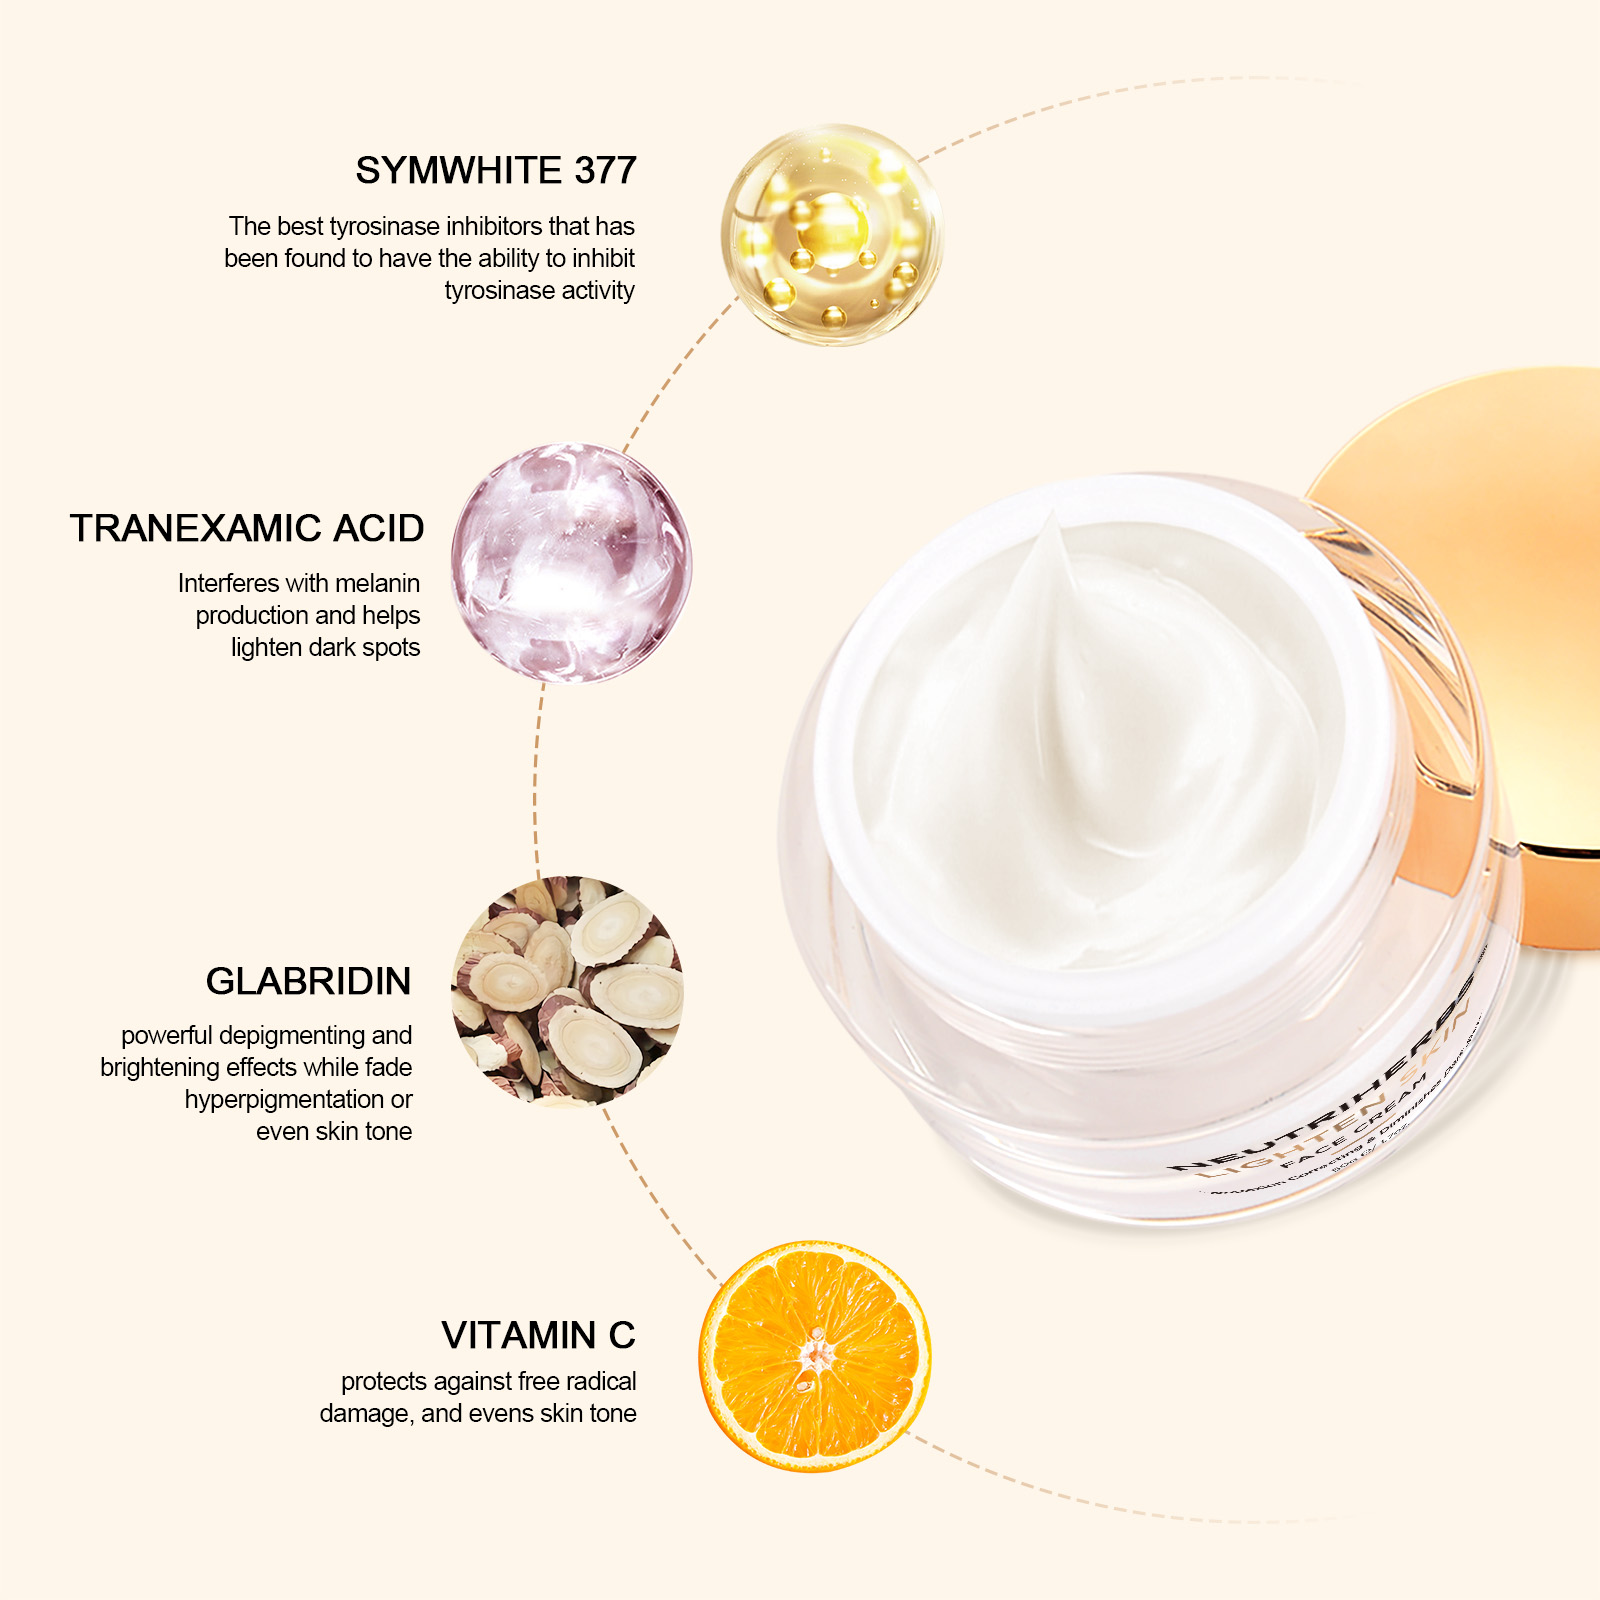 SYMWHITE 377
The best tyrosinase inhibitors that has
been found to have the ability to inhibit
tyrosinase activity
TRANEXAMIC ACID
Interferes with melanin
production and helps
lighten dark spots
GLABRIDIN
powerful depigmenting and
brightening effects while fade
hyperpigmentation or
even skin tone
VITAMIN C
protects against free radical
damage, and evens skin tone
NEUTRIHERBS
LIGHTEN SKIN
FACE CREAM
Correcting & Diminishes